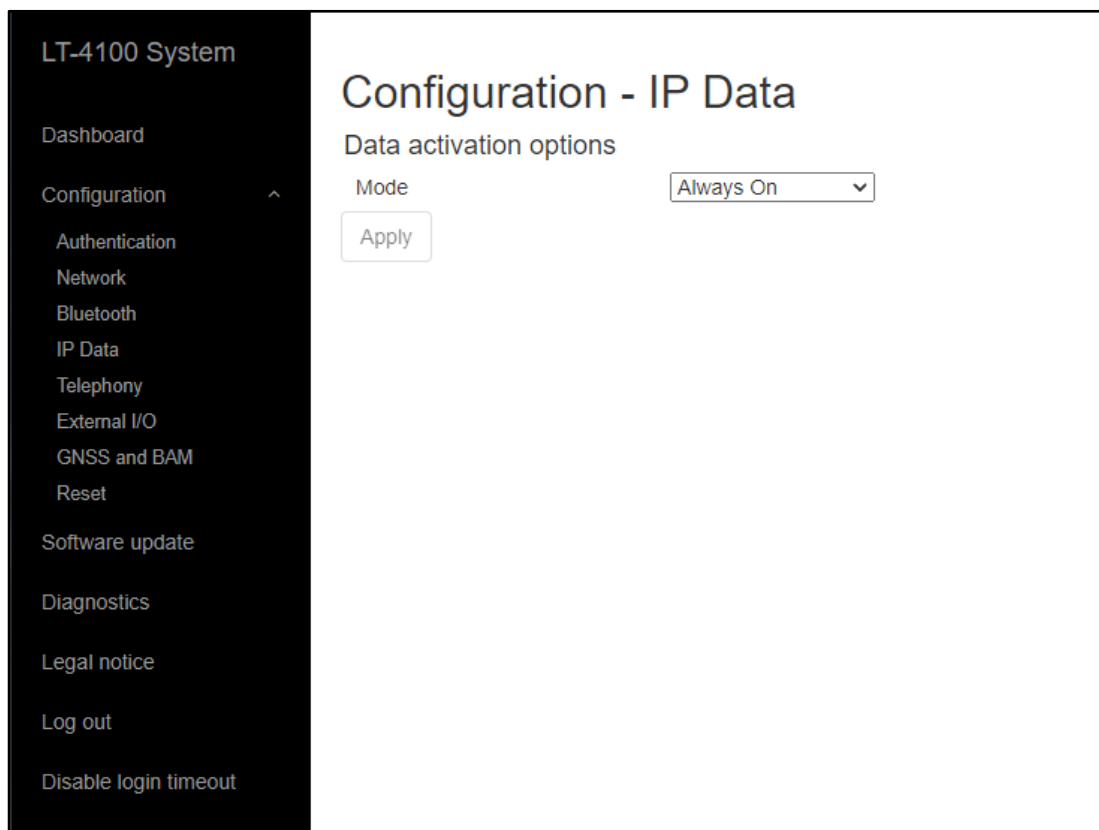 LT-4100 System
Dashboard
Configuration
Authentication
Network
Bluetooth
IP Data
Telephony
External I/O
GNSS and BAM
Reset
Software update
Diagnostics
Legal notice
Log out
Disable login timeout
Configuration - IP Data
Data activation options
Mode Always On
Apply